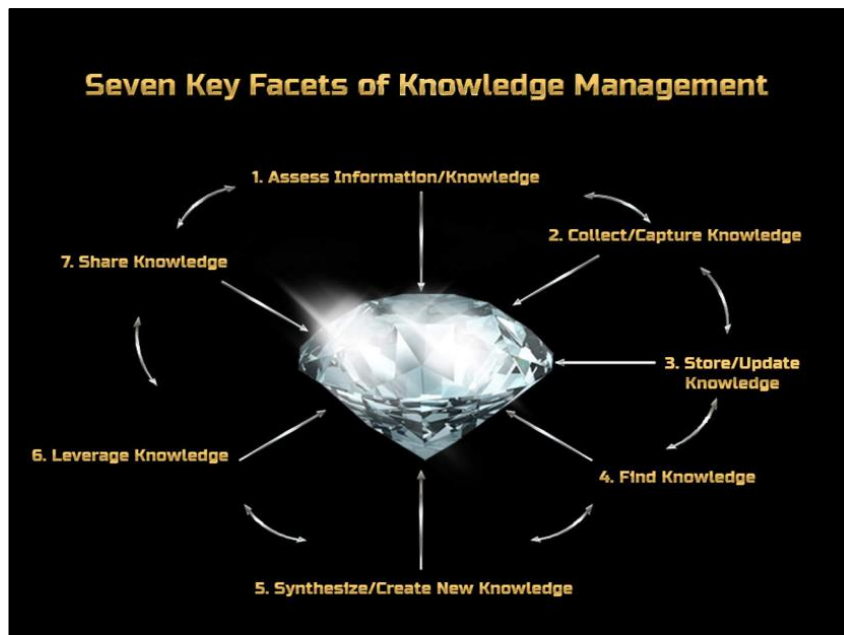 Seven Key Facets of Knowledge Management
1. Assess Information/Knowledge
2. Collect/Capture Knowledge
3. Store/Update
Knowledge
4. Find Knowledge
5. Synthesize/Create New Knowledge
6. Leverage Knowledge
7. Share Knowledge